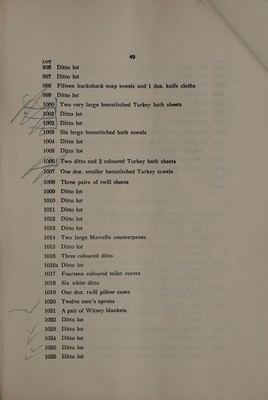 49
LOT
996 Ditto lot
997 Ditto lot
998 Fifteen huckaback soap towels and 1 doz. knife cloths
999 Ditto lot
1000 Two very large hemstitched Turkey bath sheets
1001 Ditto lot
1002 Ditto lot
1003 Six large hemstitched bath towels
1004 Ditto lot
1005 Ditto lot
1006 Two ditto and 2 coloured Turkey bath sheets
1007 One doz. smaller hemstitched Turkey towels
1008 Three pairs of twill sheets
1009 Ditto lot
1010 Ditto lot
1011 Ditto lot
1012 Ditto lot
1013 Ditto lot
1014 Two large Marcella counterpanes
1015 Ditto lot
1016 Three coloured ditto
1016a Ditto lot
1017 Fourteen coloured toilet covers
1018 Six white ditto
1019 One doz. twill pillow cases
1020 Twelve men's aprons
1021 A pair of Witney blankets
1022 Ditto lot
1023 Ditto lot
1024 Ditto lot
1025 Ditto lot
1026 Ditto lot